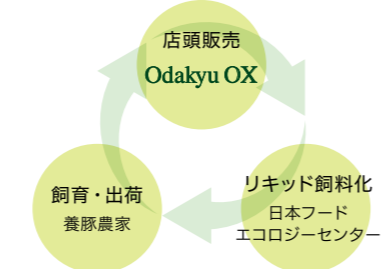 店頭販売
Odakyu OX
飼育・出荷
養豚農家
リキッド飼料化
日本フード
エコロジーセンター